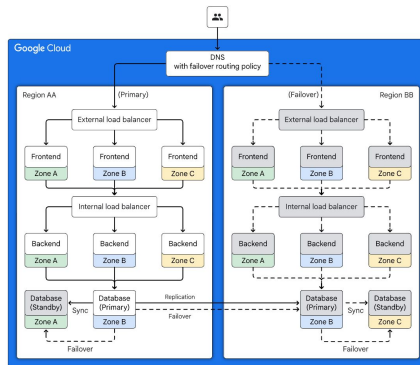 Google Cloud
DNS
with failover routing policy
Region AA
(Primary)
(Failover)
Region BB
External load balancer
External load balancer
Frontend
Zone A
Frontend
Zone B
Frontend
Zone C
Frontend
Zone A
Frontend
Zone B
Frontend
Zone C
Internal load balancer
Internal load balancer
Backend
Zone A
Backend
Zone B
Backend
Zone C
Backend
Zone A
Backend
Zone B
Backend
Zone C
Database
(Standby)
Zone A
Sync
Database
(Primary)
Zone B
Replication
Failover
Database
(Primary)
Zone B
Sync
Database
(Standby)
Zone C
Failover
Failover